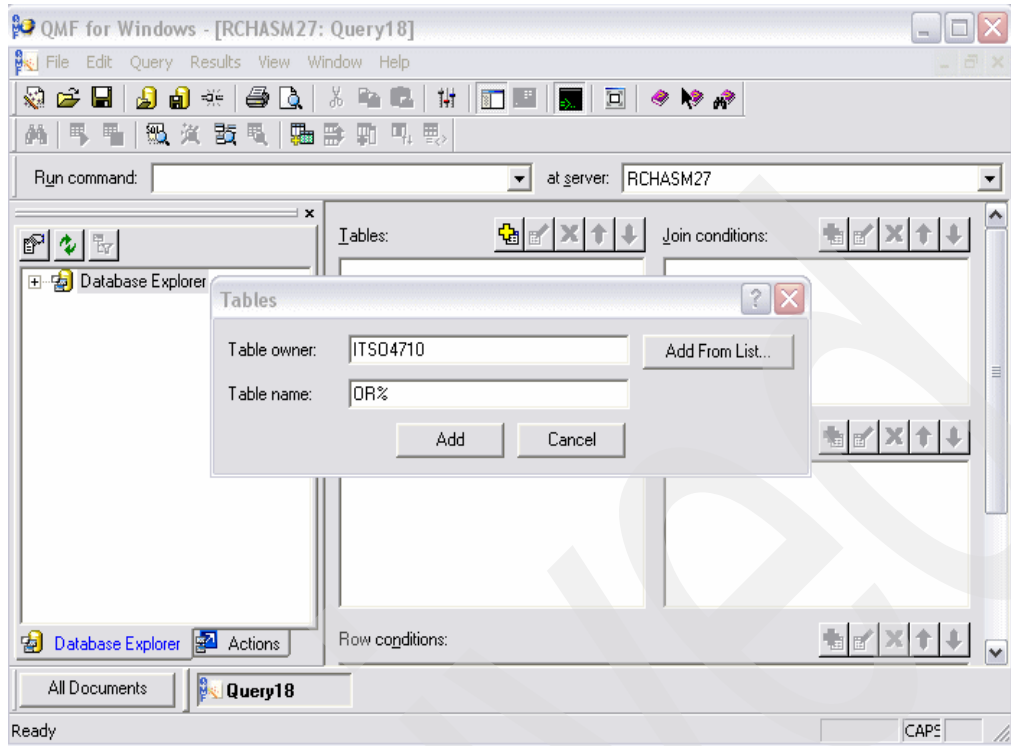 QMF for Windows - [RCHASM27: Query18]
File Edit Query Results View Window Help
Run command:
at server: RCHASM27
Tables:
Join conditions:
Database Explorer
Tables
Table owner: ITSO4710
Add From List...
Table name: OR%
Add Cancel
Database Explorer Actions
Row conditions:
All Documents Query18
Ready